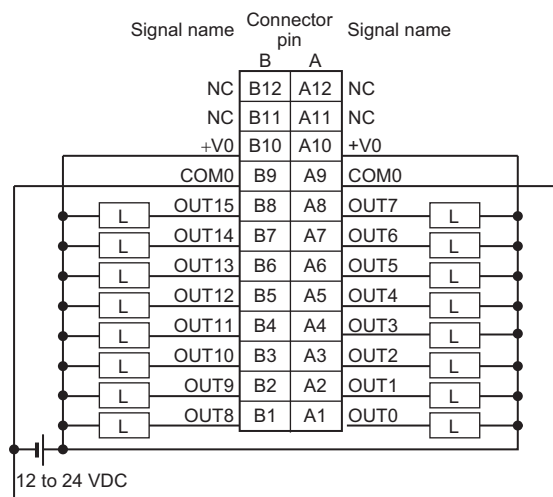 Signal name Connector pin Signal name
B A
NC B12 A12 NC
NC B11 A11 NC
+V0 B10 A10 +V0
COM0 B9 A9 COM0
L OUT15 B8 A8 OUT7 L
L OUT14 B7 A7 OUT6 L
L OUT13 B6 A6 OUT5 L
L OUT12 B5 A5 OUT4 L
L OUT11 B4 A4 OUT3 L
L OUT10 B3 A3 OUT2 L
L OUT9 B2 A2 OUT1 L
L OUT8 B1 A1 OUT0 L
12 to 24 VDC